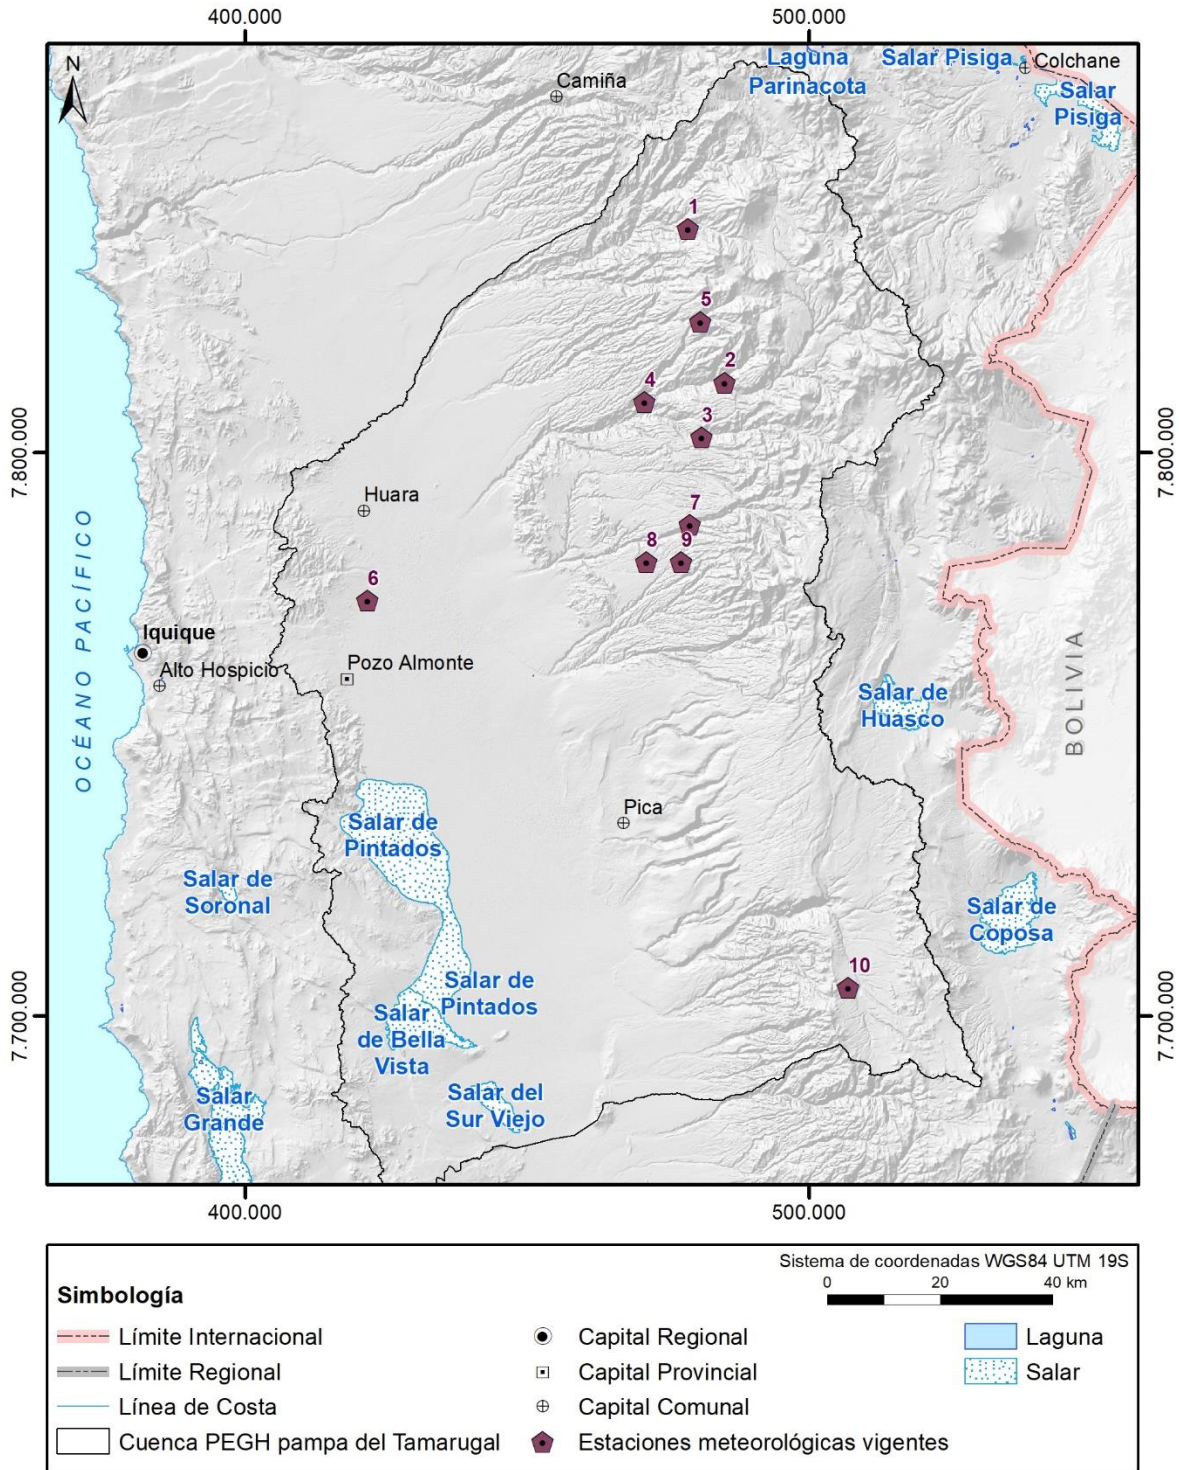 400.000
500.000
N
Camiña
Laguna
Parinacota
Salar Pisiga
Colchane
Salar
Pisiga
1
5
2
4
3
7.800.000
7.800.000
Huara
7
8
9
6
OCÉANO PACÍFICO
Iquique
Alto Hospicio
Pozo Almonte
Salar de
Huasco
BOLIVIA
Pica
Salar de
Pintados
Salar de
Soronal
Salar de
Coposa
10
Salar de
Pintados
Salar
de Bella
Vista
7.700.000
7.700.000
Salar
Grande
Salar del
Sur Viejo
400.000
500.000
Sistema de coordenadas WGS84 UTM 19S
0 20 40 km
Simbología
Límite Internacional
Límite Regional
Línea de Costa
Cuenca PEGH pampa del Tamarugal
Capital Regional
Capital Provincial
Capital Comunal
Estaciones meteorológicas vigentes
Laguna
Salar